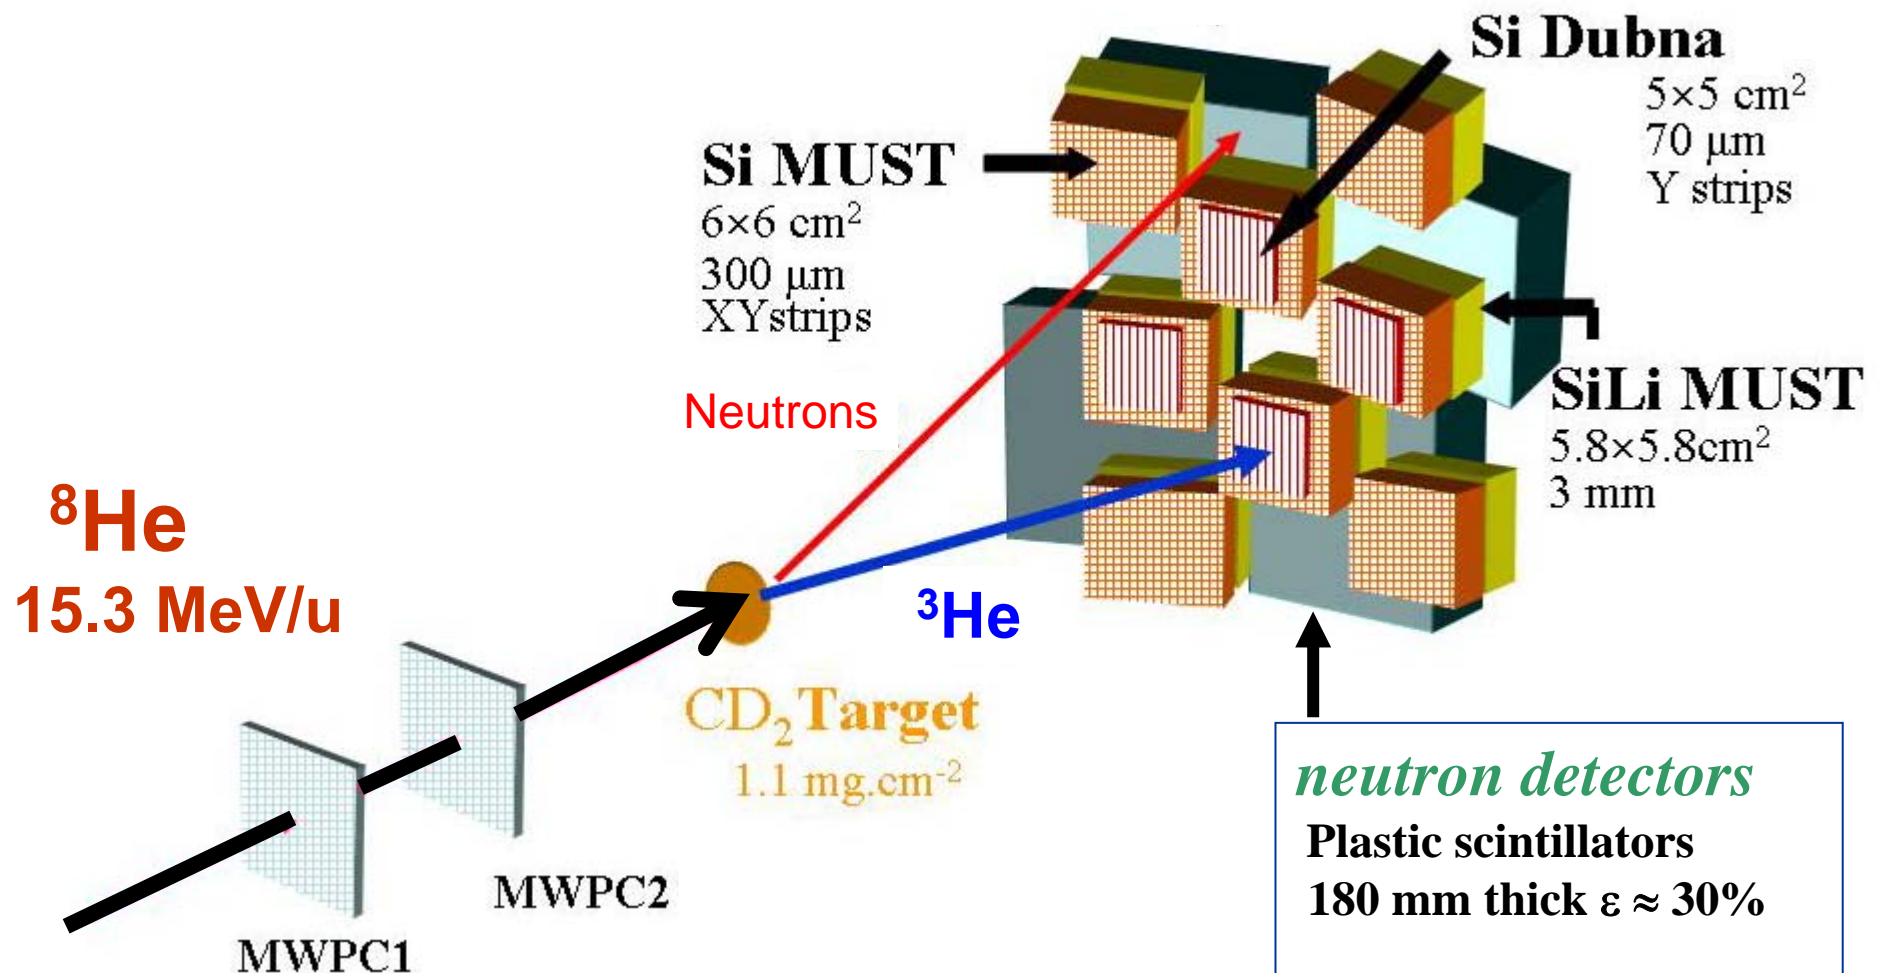 Si Dubna
5×5 cm²
70 μm
Y strips
Si MUST
6×6 cm²
300 μm
XYstrips
SiLi MUST
5.8×5.8cm²
3 mm
Neutrons
⁸He
15.3 MeV/u
³He
CD₂ Target
1.1 mg.cm⁻²
neutron detectors
Plastic scintillators
180 mm thick ε ≈ 30%
MWPC2
MWPC1